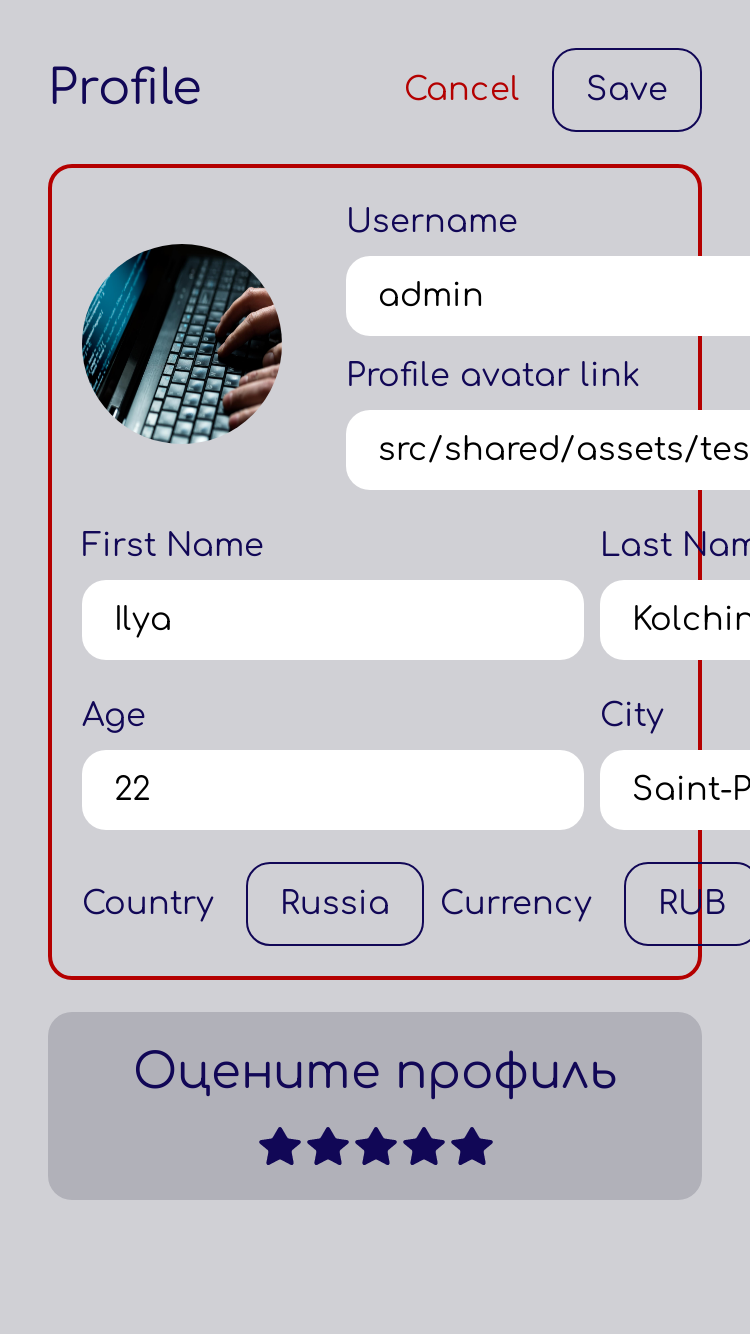 Profile Cancel Save
Username
admin
Profile avatar link
src/shared/assets/tes
First Name Last Nam
Ilya Kolchin
Age City
22 Saint-P
Country Russia Currency RUB
Оцените профиль